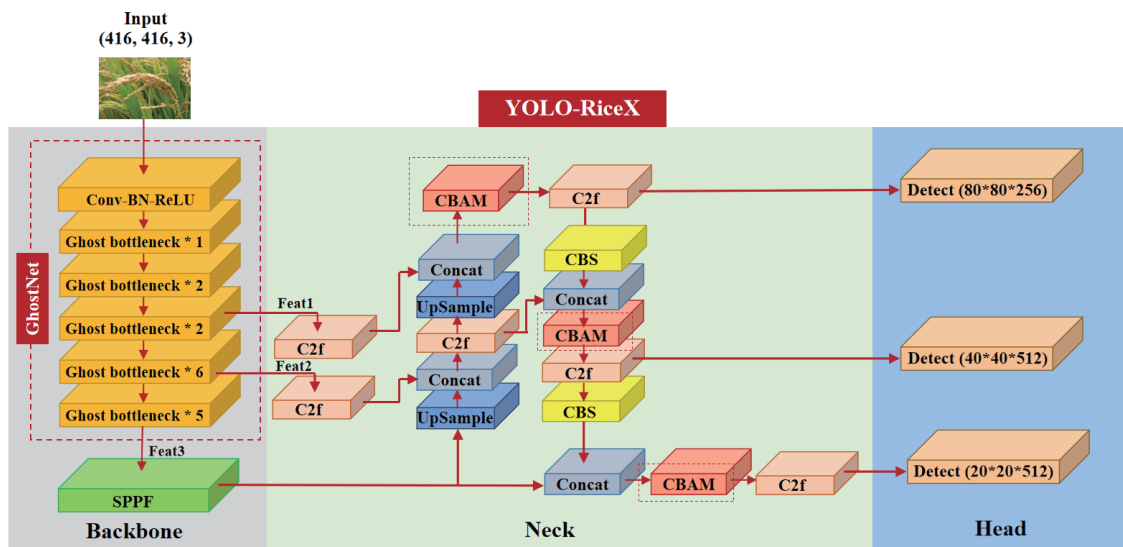 Input
(416, 416, 3)
YOLO-RiceX
GhostNet
Conv-BN-ReLU
Ghost bottleneck * 1
Ghost bottleneck * 2
Ghost bottleneck * 2
Ghost bottleneck * 6
Ghost bottleneck * 5
Feat1
Feat2
Feat3
SPPF
Backbone
C2f
C2f
CBAM
Concat
UpSample
C2f
Concat
UpSample
C2f
CBS
Concat
CBAM
C2f
CBS
Concat
CBAM
C2f
Neck
Detect (80*80*256)
Detect (40*40*512)
Detect (20*20*512)
Head